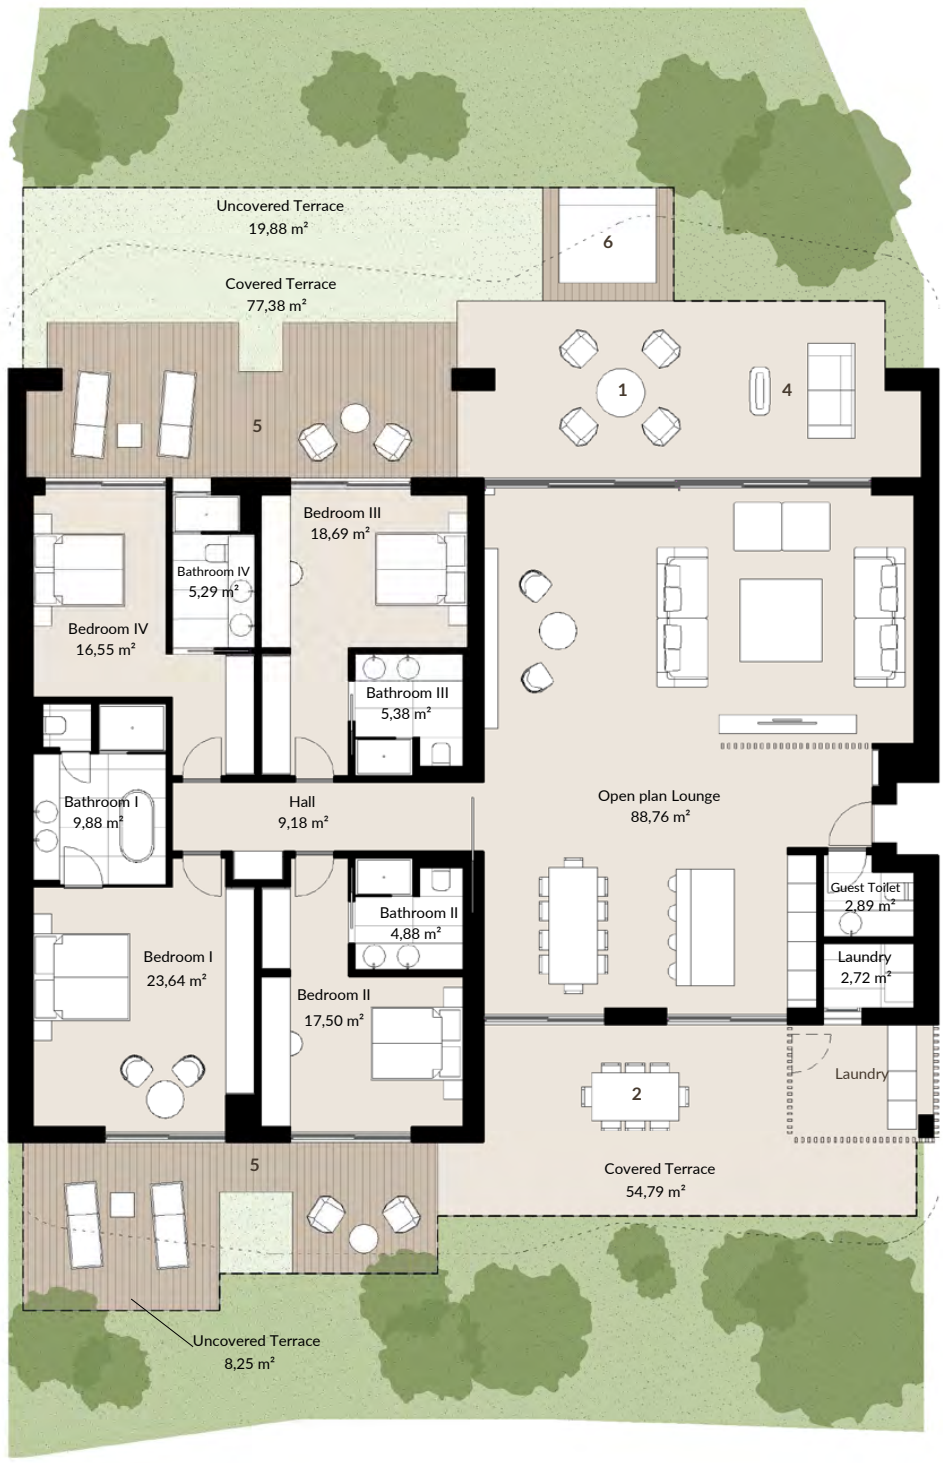 Uncovered Terrace
19,88 m²
6
Covered Terrace
77,38 m²
1
4
5
Bedroom III
18,69 m²
Bathroom IV
5,29 m²
Bedroom IV
16,55 m²
Bathroom III
5,38 m²
Bathroom I
9,88 m²
Hall
9,18 m²
Open plan Lounge
88,76 m²
Guest Toilet
2,89 m²
Bathroom II
4,88 m²
Bedroom I
23,64 m²
Laundry
2,72 m²
Bedroom II
17,50 m²
Laundry
2
5
Covered Terrace
54,79 m²
Uncovered Terrace
8,25 m²